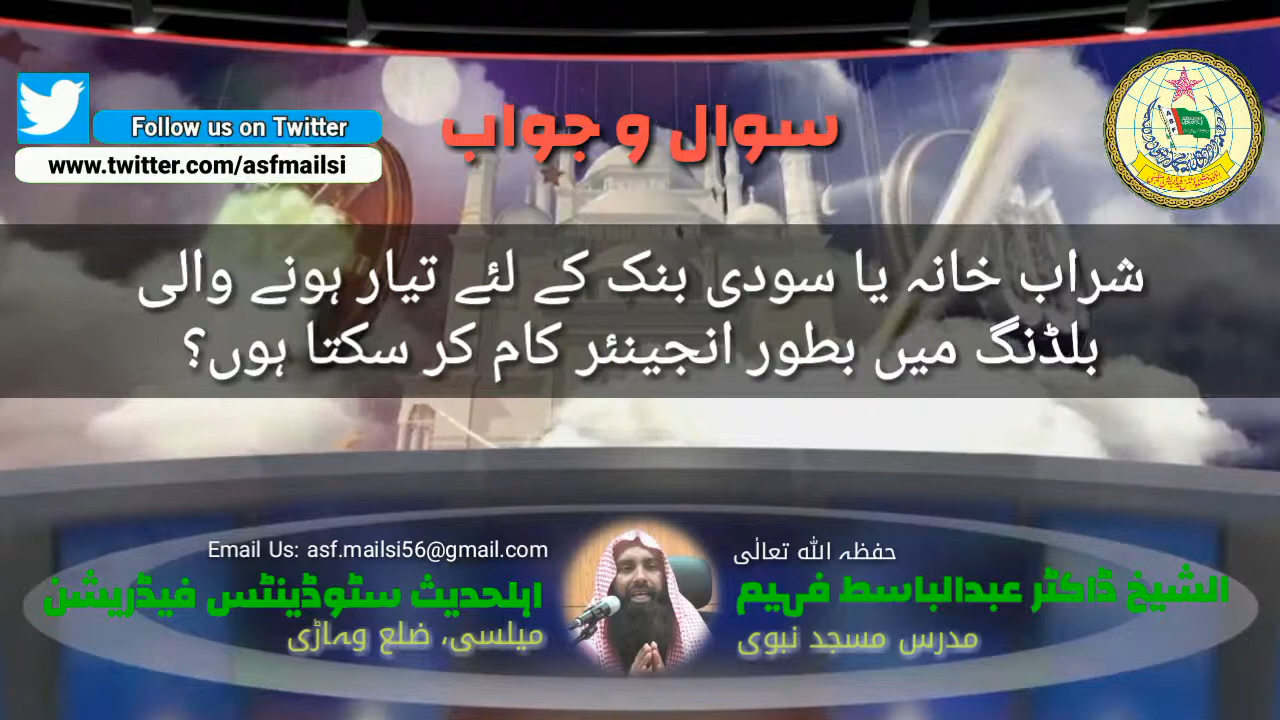 Follow us on Twitter
www.twitter.com/asfmailsi
سوال و جواب
شراب خانہ یا سودی بنک کے لئے تیار ہونے والی
بلڈنگ میں بطور انجینئر کام کر سکتا ہوں؟
حفظہ اللہ تعالٰی
الشیخ ڈاکٹر عبدالباسط فہیم
مدرس مسجد نبوی
Email Us: asf.mailsi56@gmail.com
اہلحدیث سٹوڈینٹس فیڈریشن
میلسی، ضلع وہاڑی